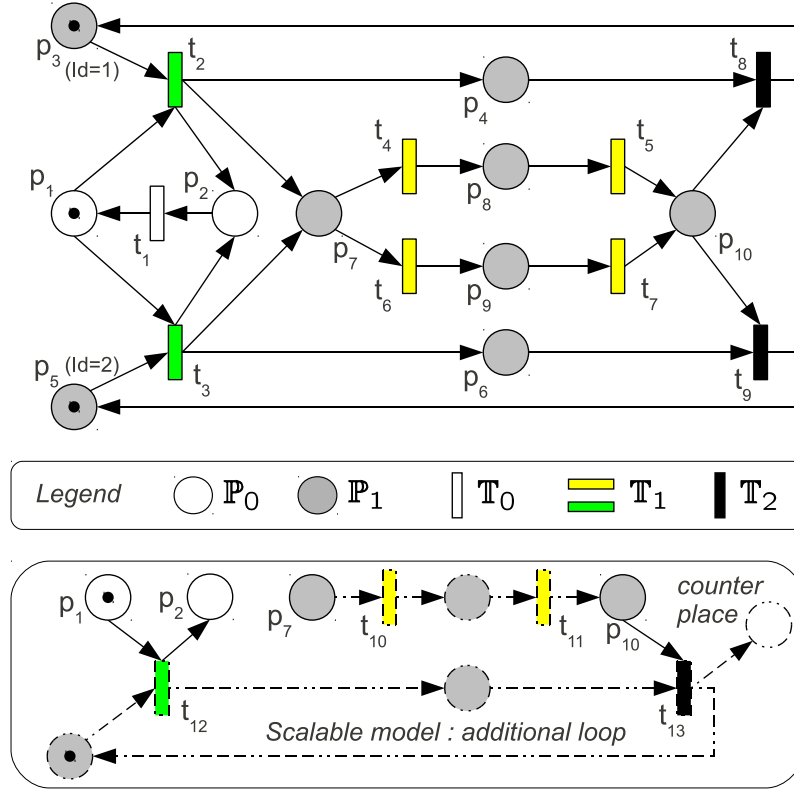 p3 (Id=1)
t2
t8
p4
t4
t5
p1
p2
p8
t1
p7
p10
t6
p9
t7
p5 (Id=2)
t3
p6
t9
Legend
ℙ0
ℙ1
𝕋0
𝕋1
𝕋2
counter
place
p1
p2
p7
t10
t11
p10
t12
t13
Scalable model : additional loop